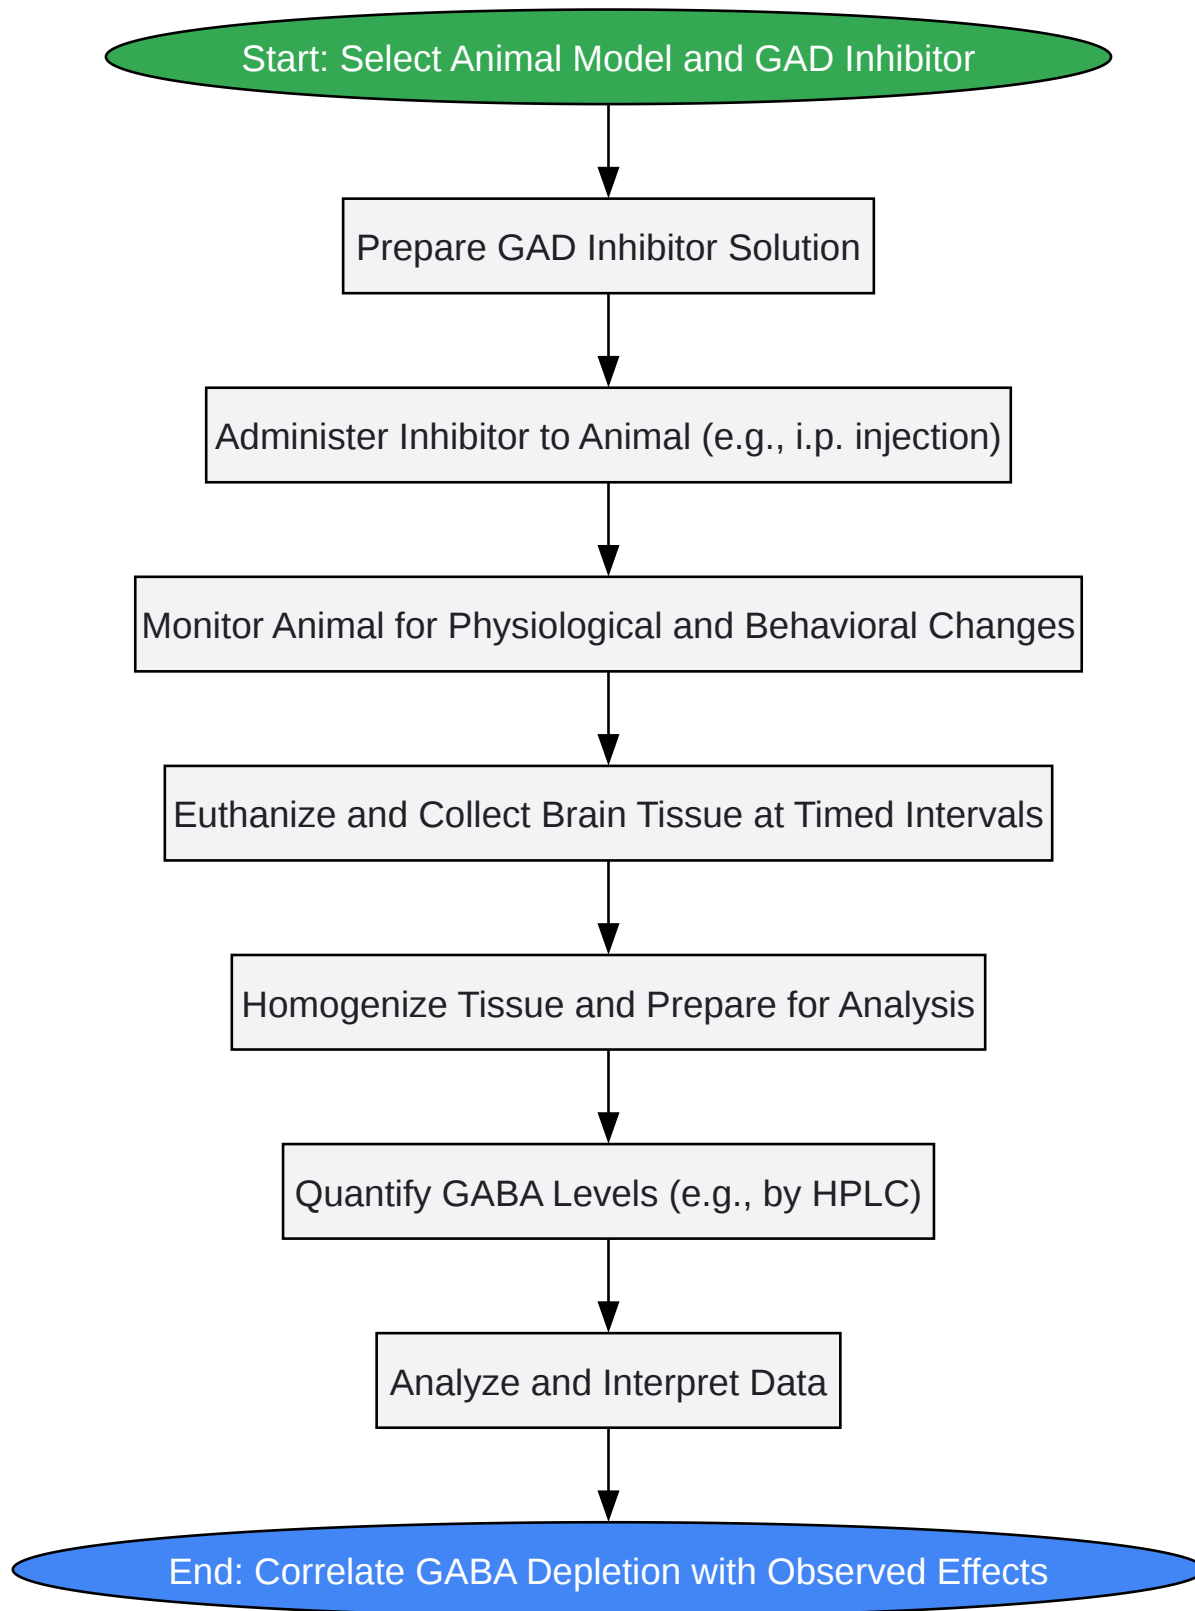 Start: Select Animal Model and GAD Inhibitor
Prepare GAD Inhibitor Solution
Administer Inhibitor to Animal (e.g., i.p. injection)
Monitor Animal for Physiological and Behavioral Changes
Euthanize and Collect Brain Tissue at Timed Intervals
Homogenize Tissue and Prepare for Analysis
Quantify GABA Levels (e.g., by HPLC)
Analyze and Interpret Data
End: Correlate GABA Depletion with Observed Effects